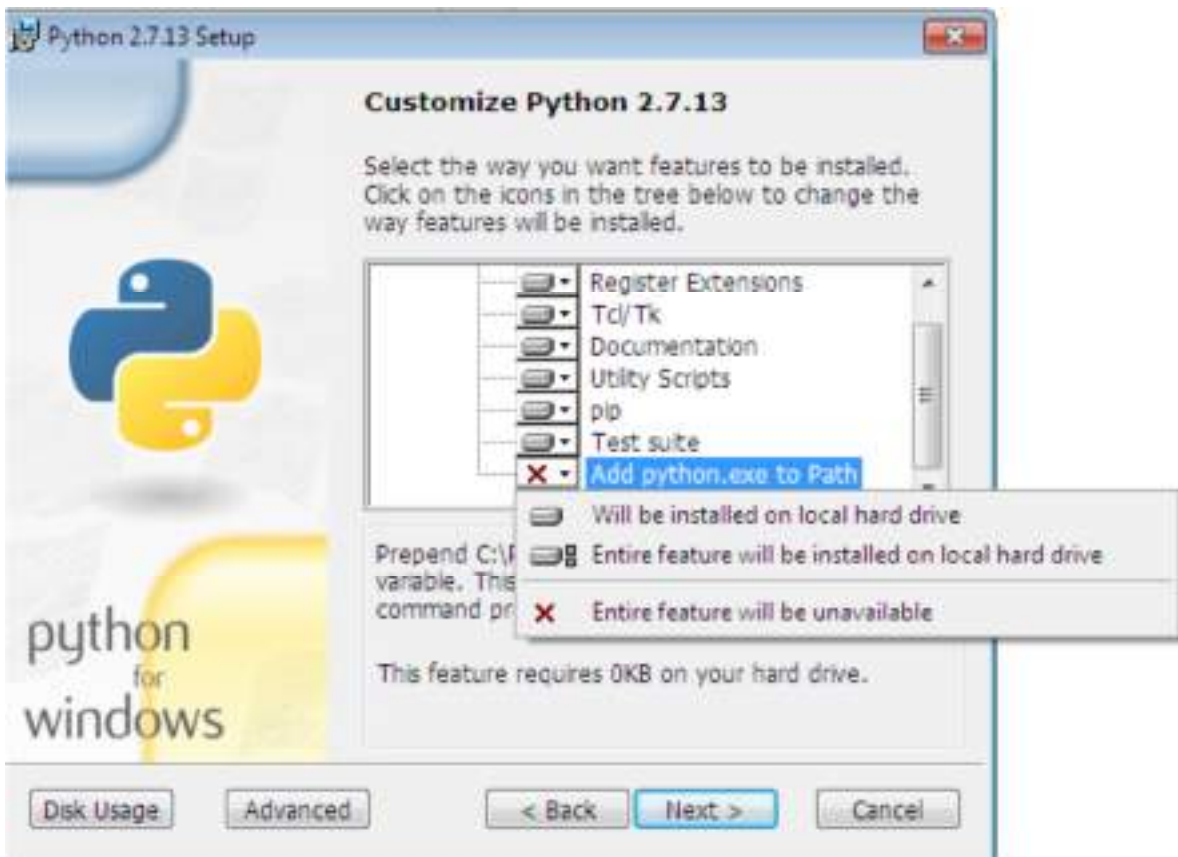 Python 2.7.13 Setup
Customize Python 2.7.13
Select the way you want features to be installed.
Click on the icons in the tree below to change the
way features will be installed.
Register Extensions
Tcl/Tk
Documentation
Utility Scripts
pip
Test suite
Add python.exe to Path
Will be installed on local hard drive
Entire feature will be installed on local hard drive
Entire feature will be unavailable
Prepend C:\
variable. This
command pr
This feature requires 0KB on your hard drive.
python
for
windows
Disk Usage
Advanced
< Back
Next >
Cancel